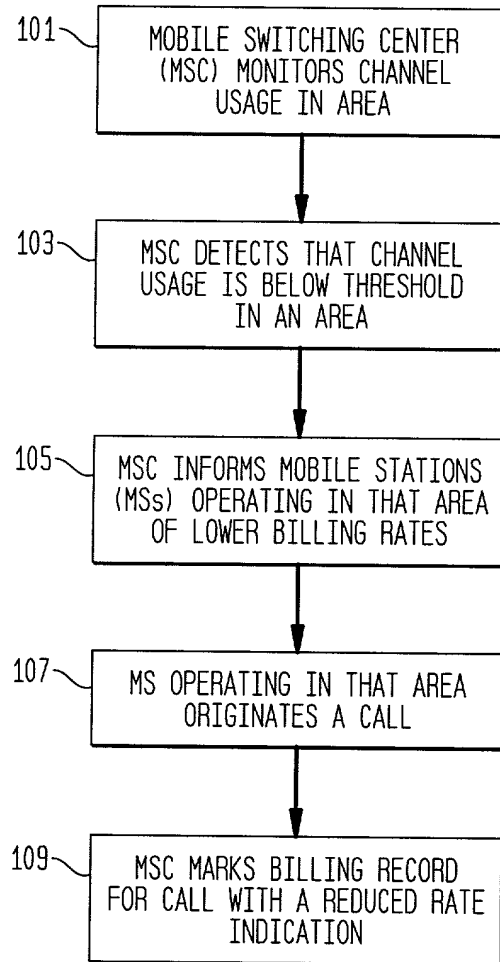 101
MOBILE SWITCHING CENTER
(MSC) MONITORS CHANNEL
USAGE IN AREA
103
MSC DETECTS THAT CHANNEL
USAGE IS BELOW THRESHOLD
IN AN AREA
105
MSC INFORMS MOBILE STATIONS
(MSs) OPERATING IN THAT AREA
OF LOWER BILLING RATES
107
MS OPERATING IN THAT AREA
ORIGINATES A CALL
109
MSC MARKS BILLING RECORD
FOR CALL WITH A REDUCED RATE
INDICATION